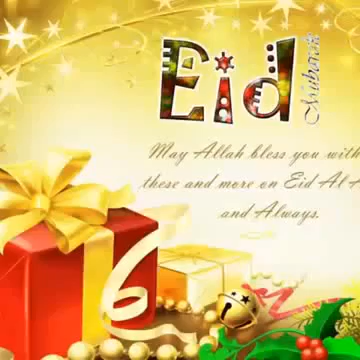 Eid Mubarak
May Allah bless you with
these and more on Eid Al A
and Always.